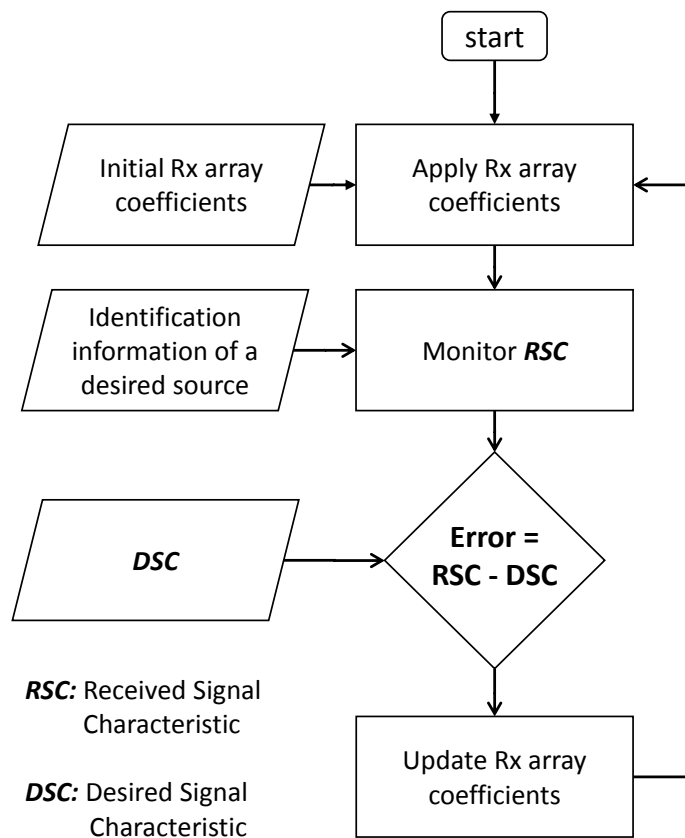 start
Initial Rx array
coefficients
Apply Rx array
coefficients
Identification
information of a
desired source
Monitor RSC
DSC
Error =
RSC - DSC
RSC: Received Signal
Characteristic
DSC: Desired Signal
Characteristic
Update Rx array
coefficients